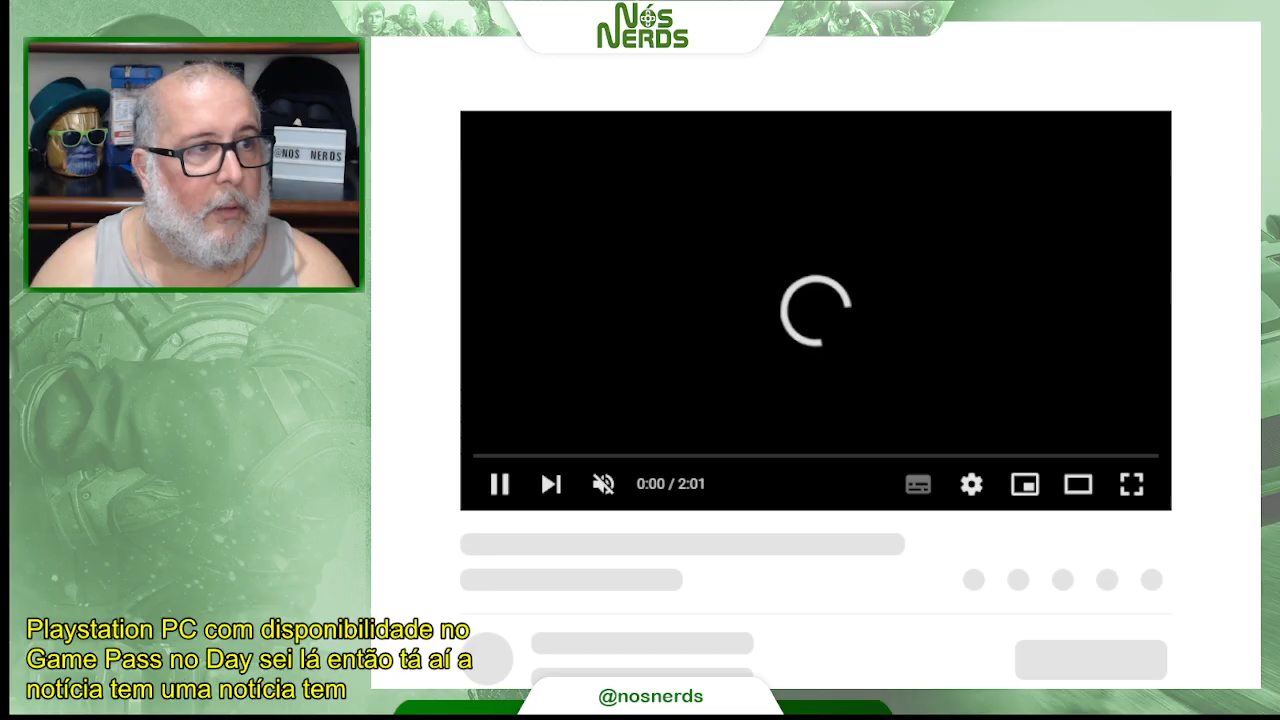 NÓS
NERDS
@NOS NERDS
0:00 / 2:01
Playstation PC com disponibilidade no
Game Pass no Day sei lá então tá aí a
notícia tem uma notícia tem
@nosnerds